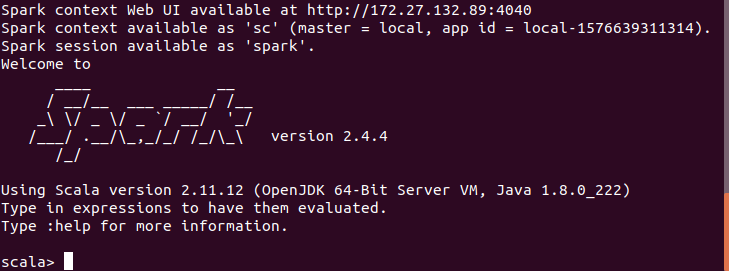 Spark context Web UI available at http://172.27.132.89:4040
Spark context available as 'sc' (master = local, app id = local-1576639311314).
Spark session available as 'spark'.
Welcome to
      ____              __
     / __/__  ___ _____/ /__
    _\ \/ _ \/ _ `/ __/  '_/
   /___/ .__/\_,_/_/ /_/\_\   version 2.4.4
      /_/
Using Scala version 2.11.12 (OpenJDK 64-Bit Server VM, Java 1.8.0_222)
Type in expressions to have them evaluated.
Type :help for more information.
scala>